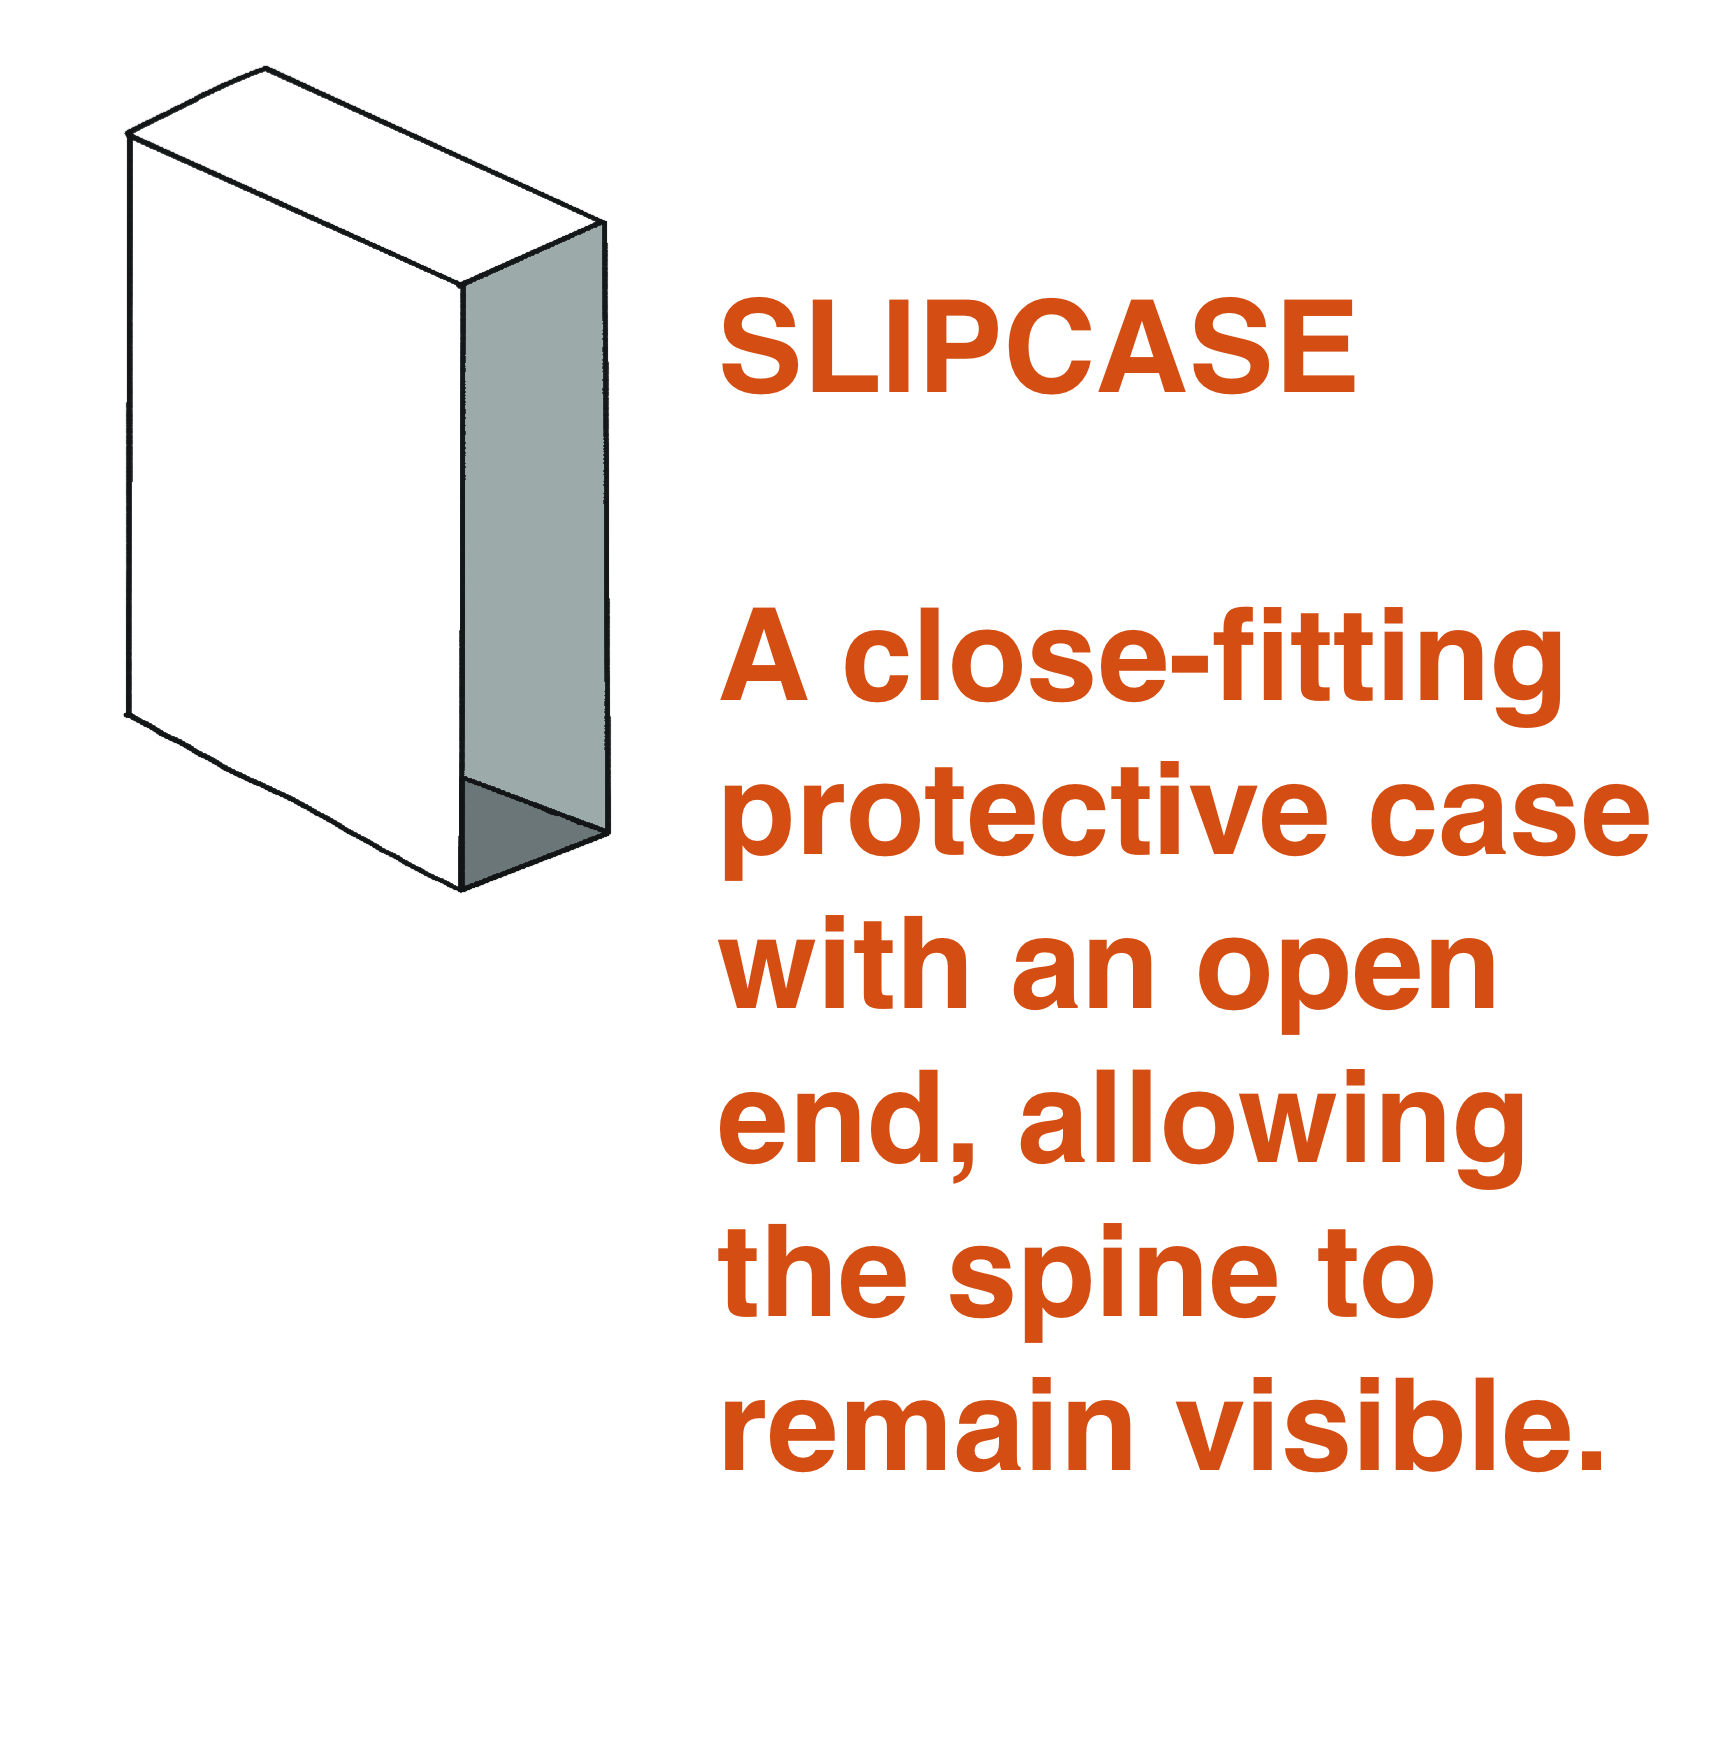 SLIPCASE
A close-fitting
protective case
with an open
end, allowing
the spine to
remain visible.